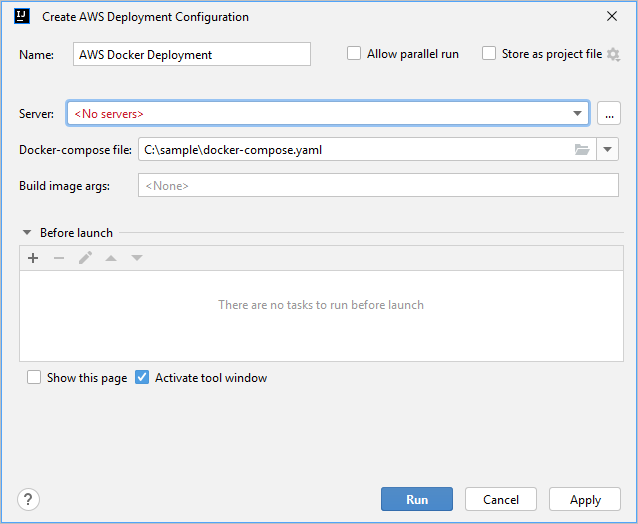 IJ Create AWS Deployment Configuration
Name: AWS Docker Deployment Allow parallel run Store as project file
Server: <No servers> ...
Docker-compose file: C:\sample\docker-compose.yaml
Build image args: <None>
Before launch
There are no tasks to run before launch
Show this page Activate tool window
? Run Cancel Apply